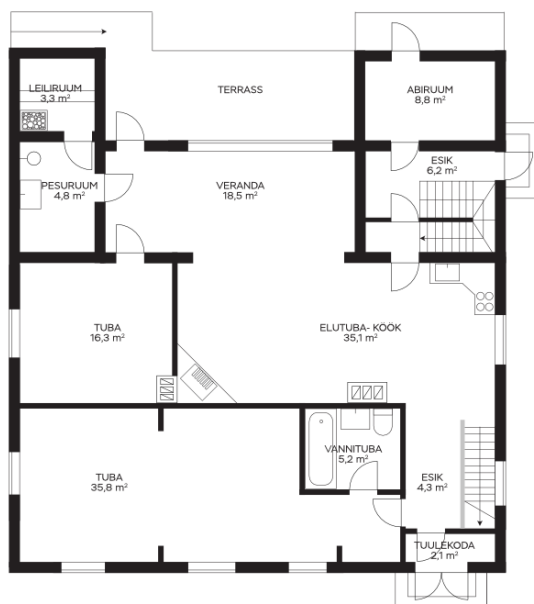 LEILIRUUM
3,3 m²
TERRASS
ABIRUUM
8,8 m²
PESURUUM
4,8 m²
VERANDA
18,5 m²
ESIK
6,2 m²
TUBA
16,3 m²
ELUTUBA- KÖÖK
35,1 m²
TUBA
35,8 m²
VANNITUBA
5,2 m²
ESIK
4,3 m²
TUULEKODA
2,1 m²